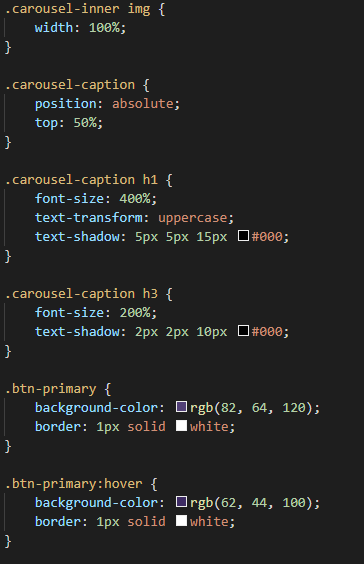 .carousel-inner img {
    width: 100%;
}

.carousel-caption {
    position: absolute;
    top: 50%;
}

.carousel-caption h1 {
    font-size: 400%;
    text-transform: uppercase;
    text-shadow: 5px 5px 15px #000;
}

.carousel-caption h3 {
    font-size: 200%;
    text-shadow: 2px 2px 10px #000;
}

.btn-primary {
    background-color: rgb(82, 64, 120);
    border: 1px solid white;
}

.btn-primary:hover {
    background-color: rgb(62, 44, 100);
    border: 1px solid white;
}